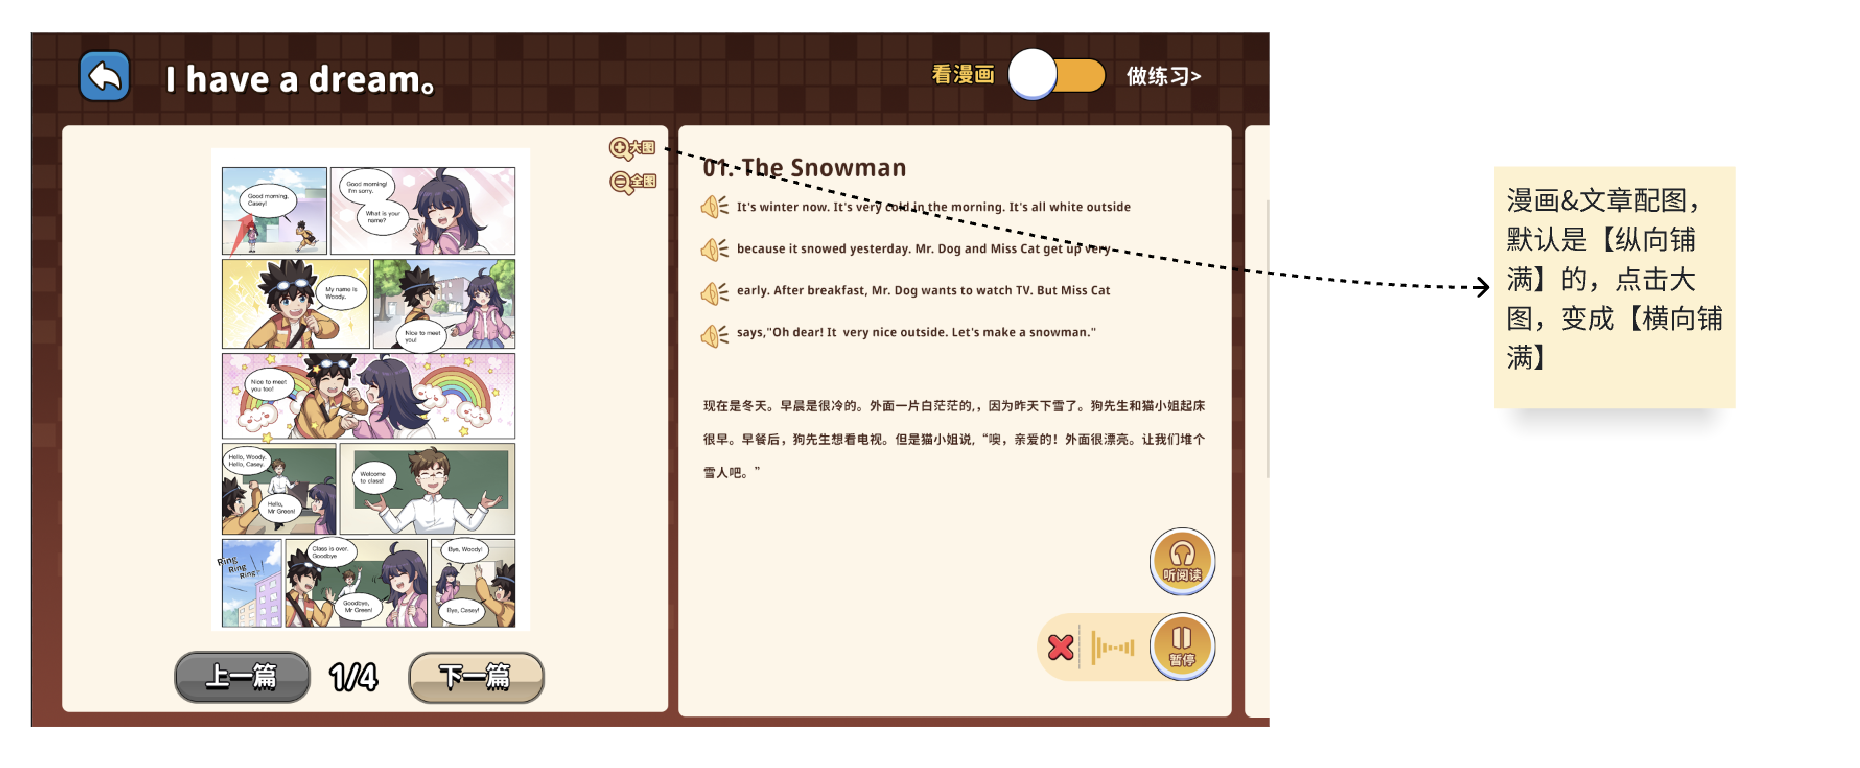 I have a dream。
看漫画
做练习>
大图
全图
Good morning,
Casey!
Good morning!
I'm sorry.
What is your
name?
My name is
Woody.
Nice to meet
you!
Nice to meet
you too!
Hello, Woody.
Hello, Casey.
Hello,
Mr Green!
Welcome
to class!
Ring
Ring
Ring
Class is over.
Goodbye
Goodbye,
Mr Green!
Bye, Woody!
Bye, Casey!
上一篇
1/4
下一篇
01. The Snowman
It's winter now. It's very cold in the morning. It's all white outside
because it snowed yesterday. Mr. Dog and Miss Cat get up very
early. After breakfast, Mr. Dog wants to watch TV. But Miss Cat
says,"Oh dear! It very nice outside. Let's make a snowman."
现在是冬天。早晨是很冷的。外面一片白茫茫的,，因为昨天下雪了。狗先生和猫小姐起床
很早。早餐后，狗先生想看电视。但是猫小姐说,“噢，亲爱的！外面很漂亮。让我们堆个
雪人吧。”
听阅读
暂停
漫画&文章配图，
默认是【纵向铺
满】的，点击大
图，变成【横向铺
满】